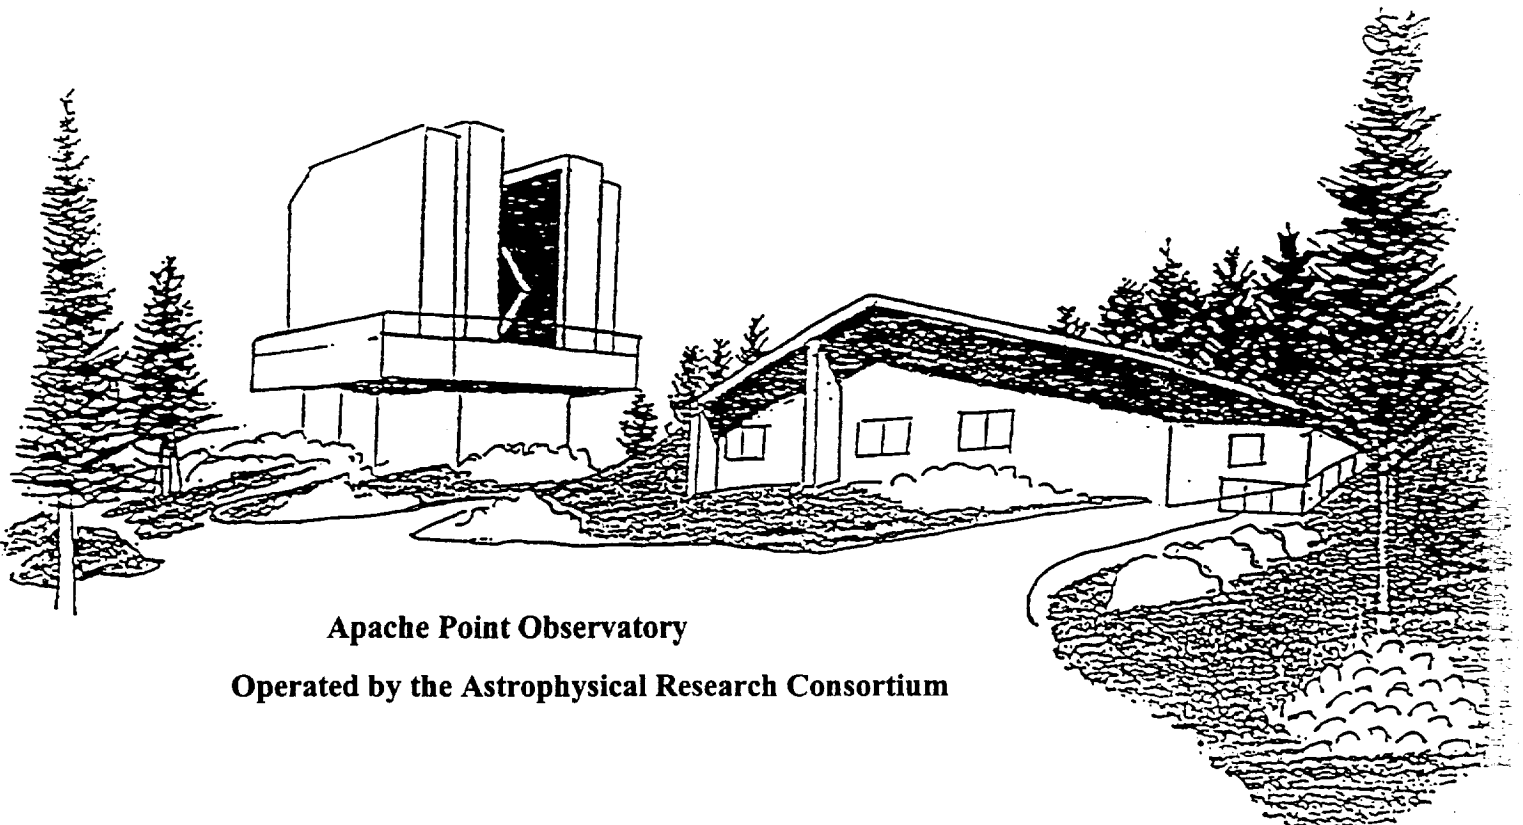 Apache Point Observatory
Operated by the Astrophysical Research Consortium